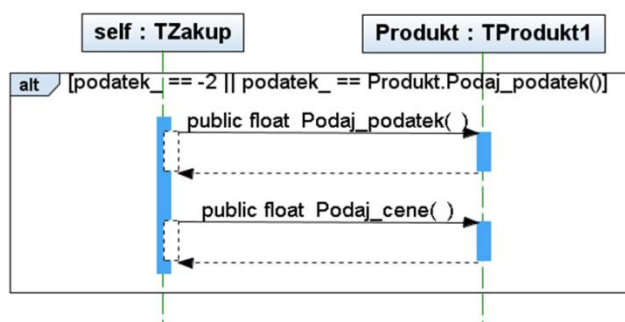 self : TZakup
Produkt : TProdukt1
alt [podatek_ == -2 || podatek_ == Produkt.Podaj_podatek()]
public float Podaj_podatek( )
public float Podaj_cene( )